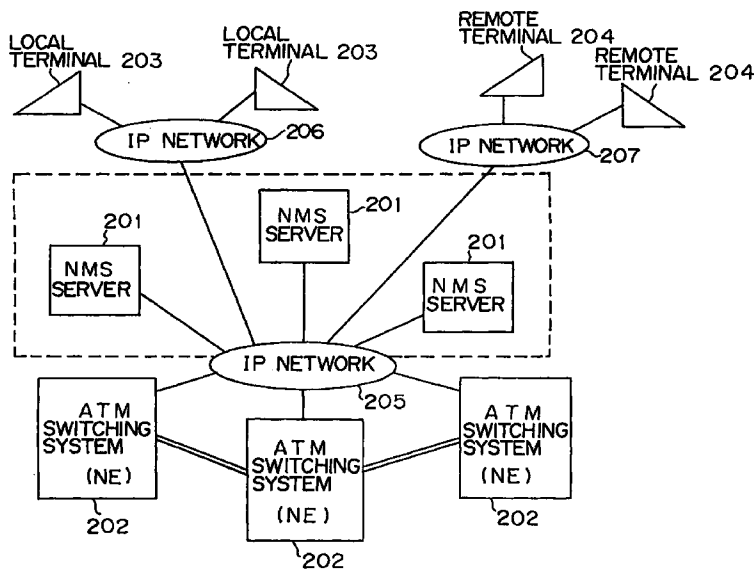 LOCAL
TERMINAL 203
LOCAL
TERMINAL 203
REMOTE
TERMINAL 204
REMOTE
TERMINAL 204
IP NETWORK
206
IP NETWORK
207
201
NMS
SERVER
201
NMS
SERVER
201
NMS
SERVER
IP NETWORK
205
ATM
SWITCHING
SYSTEM
(NE)
202
ATM
SWITCHING
SYSTEM
(NE)
202
ATM
SWITCHING
SYSTEM
(NE)
202